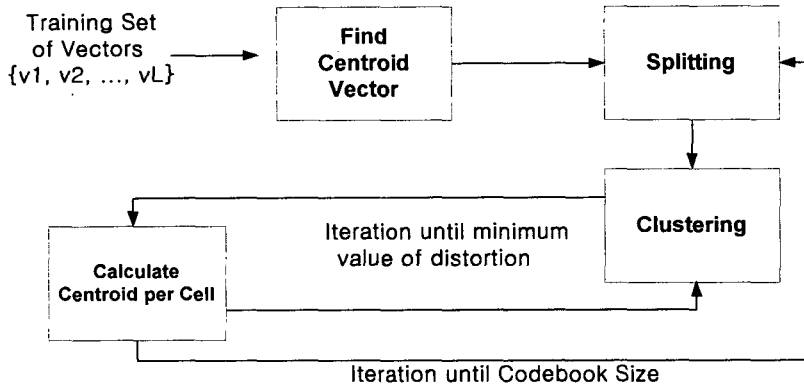 Training Set
of Vectors
{v1, v2, ..., vL}
Find
Centroid
Vector
Splitting
Clustering
Iteration until minimum
value of distortion
Calculate
Centroid per Cell
Iteration until Codebook Size